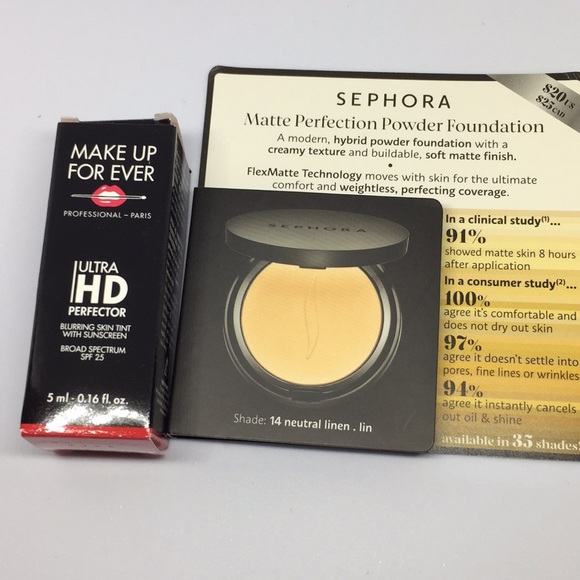 MAKE UP
FOR EVER
PROFESSIONAL – PARIS
ULTRA
HD
PERFECTOR
BLURRING SKIN TINT
WITH SUNSCREEN
BROAD SPECTRUM
SPF 25
5 ml - 0.16 fl. oz.
$20 US
$25 CAD
SEPHORA
Matte Perfection Powder Foundation
A modern, hybrid powder foundation with a
creamy texture and buildable, soft matte finish.
FlexMatte Technology moves with skin for the ultimate
comfort and weightless, perfecting coverage.
SEPHORA
Shade: 14 neutral linen . lin
In a clinical study(1)...
91%
showed matte skin 8 hours
after application
In a consumer study(2)...
100%
agree it's comfortable and
does not dry out skin
97%
agree it doesn't settle into
pores, fine lines or wrinkles
94%
agree it instantly cancels
out oil & shine
available in 35 shades!